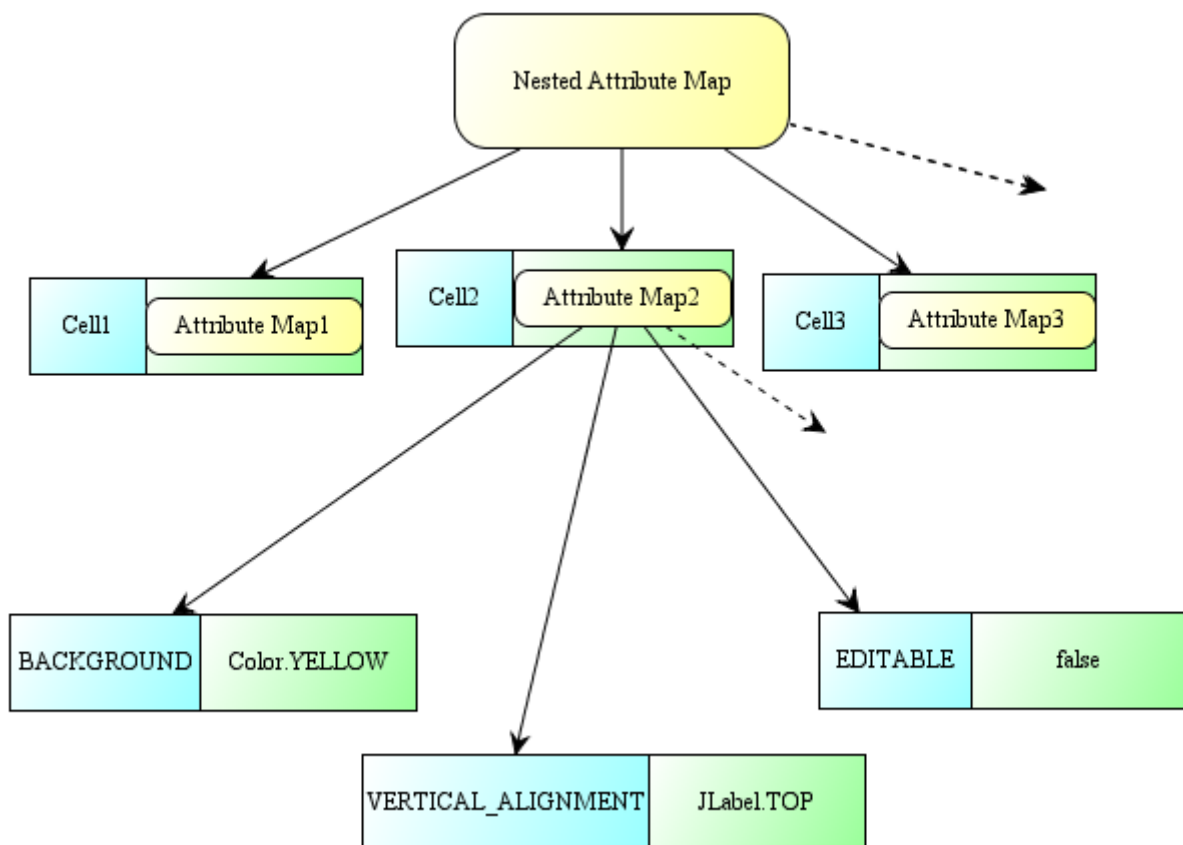 Nested Attribute Map
Cell1
Attribute Map1
Cell2
Attribute Map2
Cell3
Attribute Map3
BACKGROUND
Color.YELLOW
EDITABLE
false
VERTICAL_ALIGNMENT
JLabel.TOP